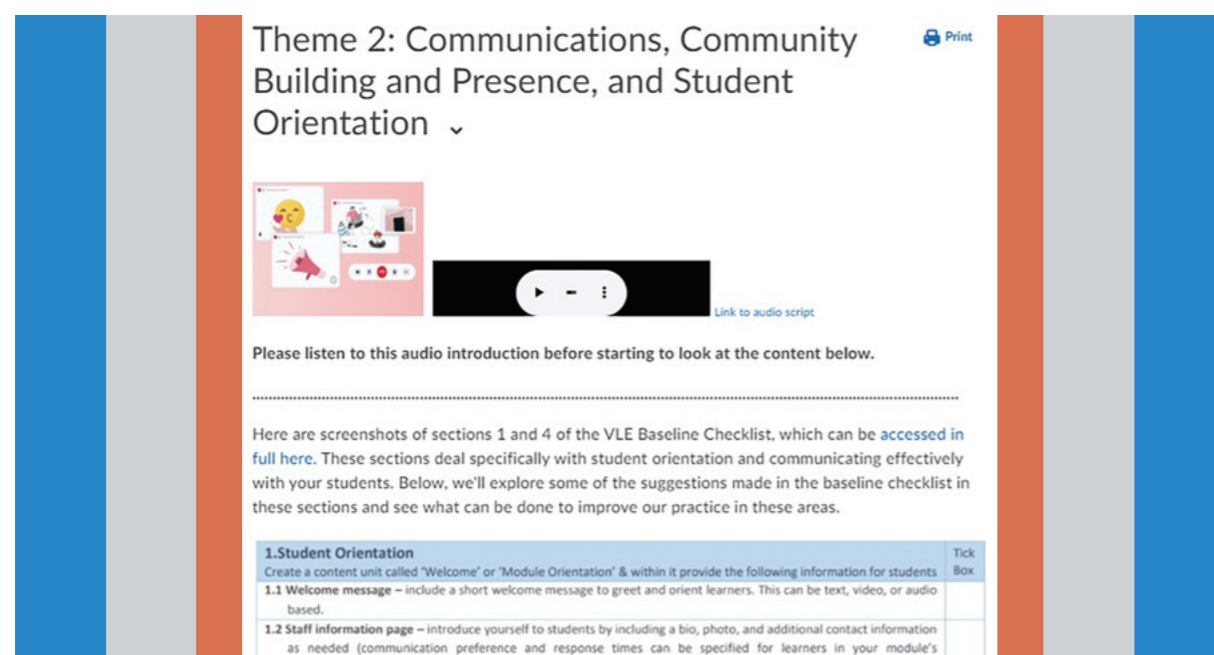 Theme 2: Communications, Community
Building and Presence, and Student
Orientation
Print
Link to audio script
Please listen to this audio introduction before starting to look at the content below.
Here are screenshots of sections 1 and 4 of the VLE Baseline Checklist, which can be accessed in
full here. These sections deal specifically with student orientation and communicating effectively
with your students. Below, we'll explore some of the suggestions made in the baseline checklist in
these sections and see what can be done to improve our practice in these areas.
1.Student Orientation
Tick
Create a content unit called 'Welcome' or 'Module Orientation' & within it provide the following information for students
Box
1.1 Welcome message – include a short welcome message to greet and orient learners. This can be text, video, or audio
based.
1.2 Staff information page – introduce yourself to students by including a bio, photo, and additional contact information
as needed (communication preference and response times can be specified for learners in your module's